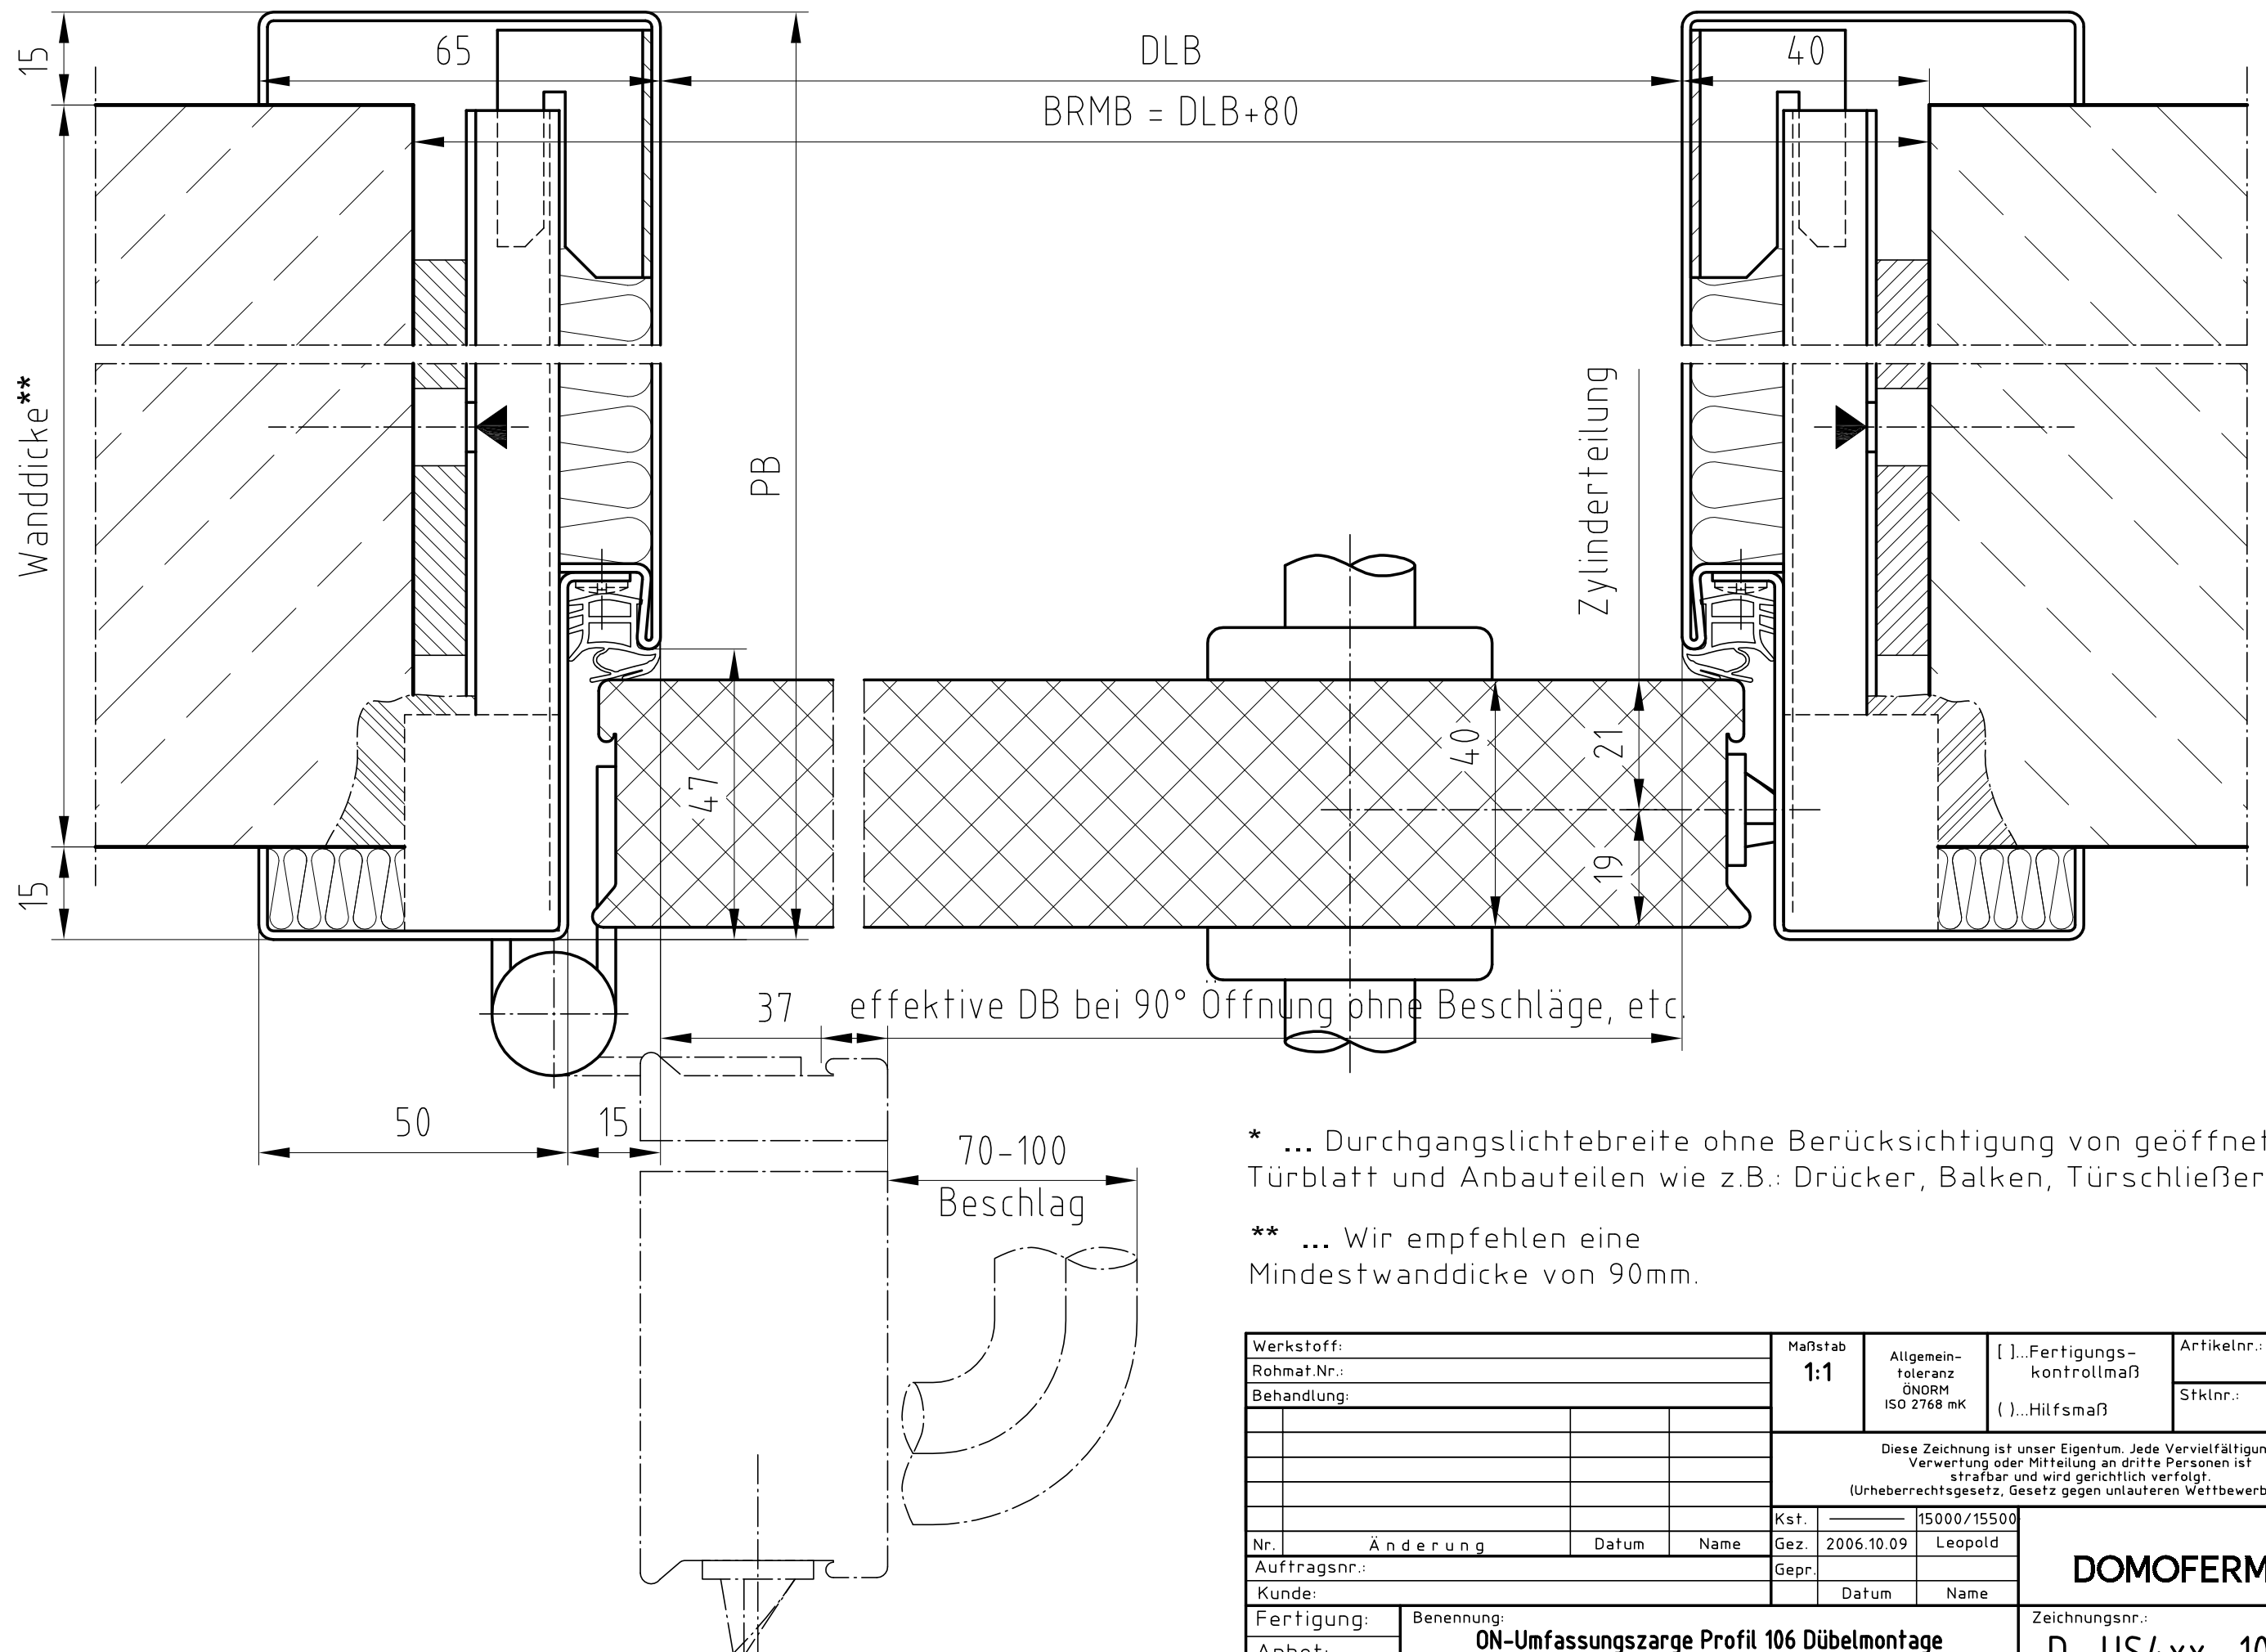 15
65
DLB
40
BRMB = DLB+80
Wanddicke**
PB
Zylinderteilung
47
40
21
19
15
37
effektive DB bei 90° Öffnung ohne Beschläge, etc.
50
15
70-100
Beschlag
* ... Durchgangslichtebreite ohne Berücksichtigung von
Türblatt und Anbauteilen wie z.B.: Drücker, Balken, Türschließer
** ... Wir empfehlen eine
Mindestwanddicke von 90mm.
Werkstoff:
Rohmat.Nr.:
Behandlung:
Maßstab
1:1
Allgemein-
toleranz
ÖNORM
ISO 2768 mK
[ ]...Fertigungs-
kontrollmaß
( )...Hilfsmaß
Artikelnr.:
Stklnr.:
Diese Zeichnung ist unser Eigentum. Jede
Verwertung oder Mitteilung an dritte Personen ist
strafbar und wird gerichtlich verfolgt.
(Urheberrechtsgesetz, Gesetz gegen unlauteren Wettbewerb
Kst. 15000/15500
Nr. Änderung Datum Name
Gez. 2006.10.09 Leopold
Auftragsnr.:
Gepr.
Kunde:
Datum Name
DOMOFERM
Fertigung:
Benennung:
ON-Umfassungszarge Profil 106 Dübelmontage
Zeichnungsnr.: